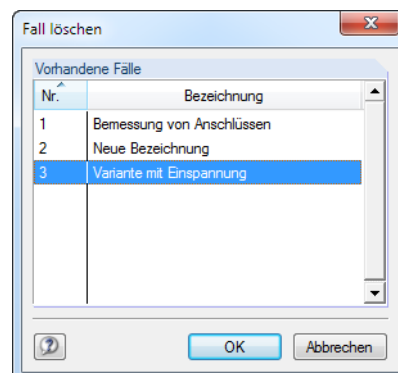 Fall löschen
Vorhandene Fälle
Nr. Bezeichnung
1 Bemessung von Anschlüssen
2 Neue Bezeichnung
3 Variante mit Einspannung
OK Abbrechen